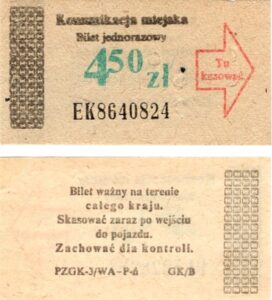 Komunikacja miejska
Bilet jednorazowy
4 50 zł
Tu
kasować
EK8640824
Bilet ważny na terenie
całego kraju.
Skasować zaraz po wejściu
do pojazdu.
Zachować dla kontroli.
PZGK-3/WA-P-6 GK/B